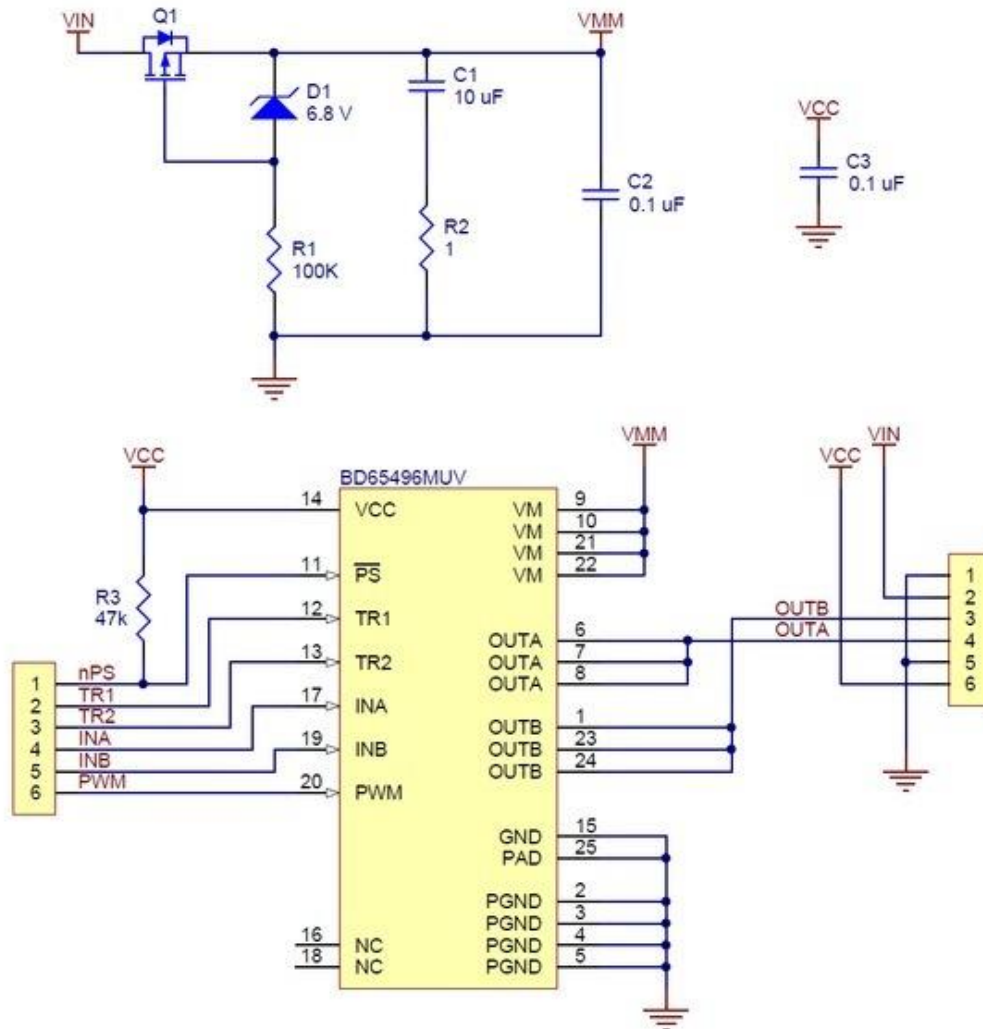 VIN
Q1
VMM
D1
6.8 V
C1
10 uF
VCC
C3
0.1 uF
C2
0.1 uF
R1
100K
R2
1
VCC
VMM
VCC
VIN
BD65496MUV
14 VCC
VM 9
VM 10
VM 21
VM 22
11 PS
12 TR1
13 TR2
17 INA
19 INB
20 PWM
R3
47k
OUTA 6
OUTA 7
OUTA 8
OUTB 1
OUTB 23
OUTB 24
OUTB
OUTA
1
2
3
4
5
6
1 nPS
2 TR1
3 TR2
4 INA
5 INB
6 PWM
GND 15
PAD 25
PGND 2
PGND 3
PGND 4
PGND 5
16 NC
18 NC